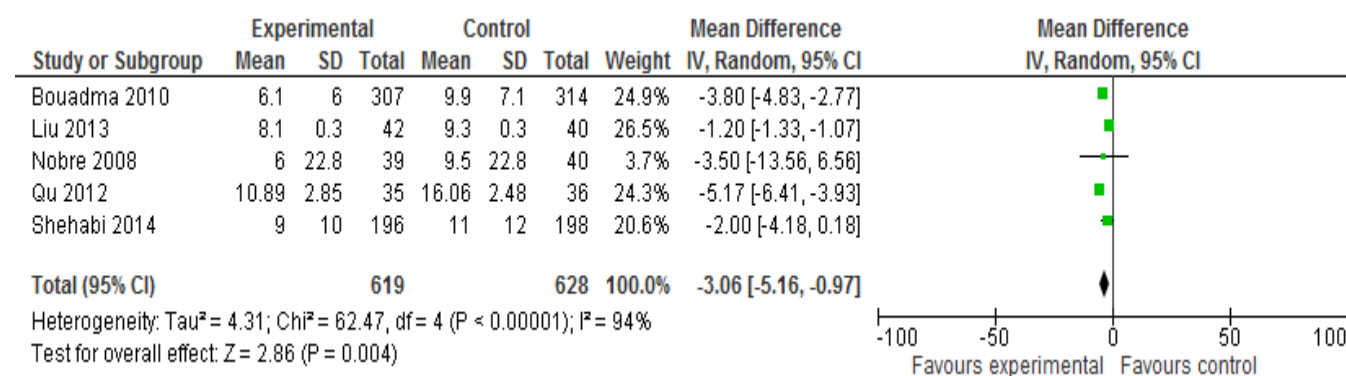 Experimental Control Mean Difference Mean Difference
Study or Subgroup Mean SD Total Mean SD Total Weight IV, Random, 95% CI IV, Random, 95% CI
Bouadma 2010 6.1 6 307 9.9 7.1 314 24.9% -3.80 [-4.83, -2.77]
Liu 2013 8.1 0.3 42 9.3 0.3 40 26.5% -1.20 [-1.33, -1.07]
Nobre 2008 6 22.8 39 9.5 22.8 40 3.7% -3.50 [-13.56, 6.56]
Qu 2012 10.89 2.85 35 16.06 2.48 36 24.3% -5.17 [-6.41, -3.93]
Shehabi 2014 9 10 196 11 12 198 20.6% -2.00 [-4.18, 0.18]
Total (95% CI) 619 628 100.0% -3.06 [-5.16, -0.97]
Heterogeneity: Tau² = 4.31; Chi² = 62.47, df = 4 (P < 0.00001); I² = 94%
Test for overall effect: Z = 2.86 (P = 0.004)
-100 -50 0 50 100
Favours experimental Favours control